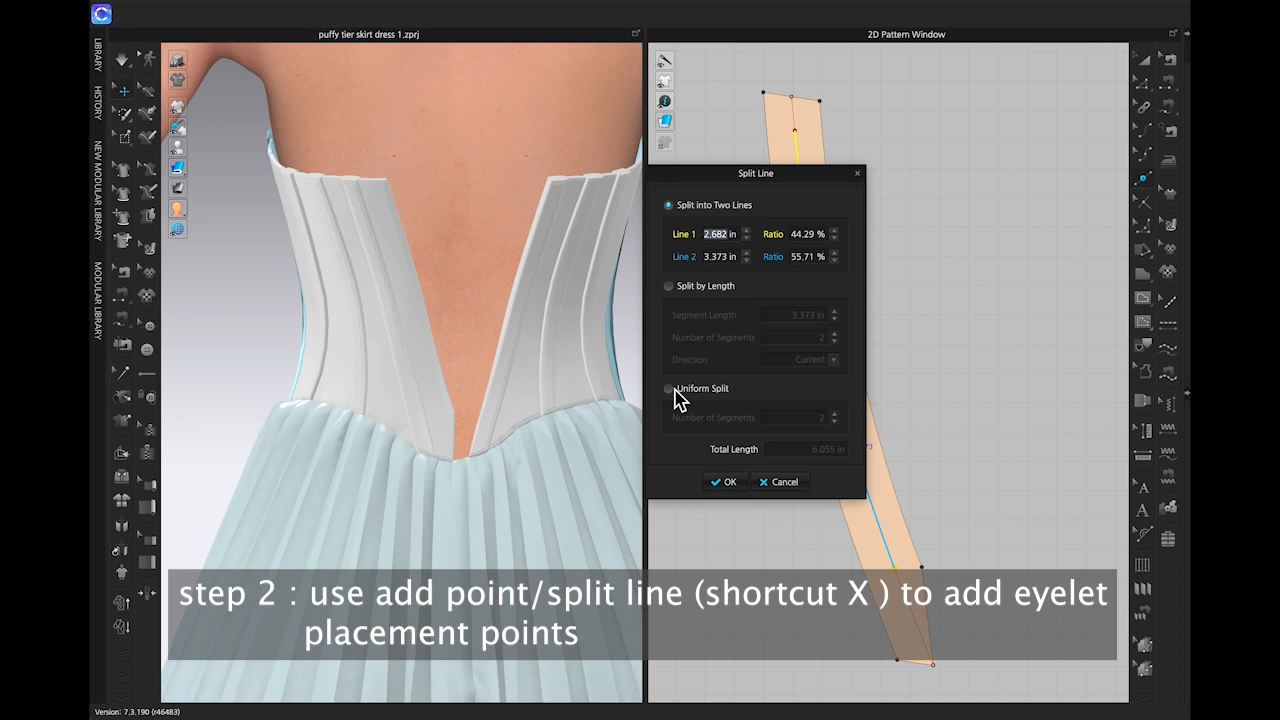 puffy tier skirt dress 1.zprj
2D Pattern Window
LIBRARY
HISTORY
NEW MODULAR LIBRARY
MODULAR LIBRARY
Split Line
Split into Two Lines
Line 1 2.682 in Ratio 44.29 %
Line 2 3.373 in Ratio 55.71 %
Split by Length
Segment Length 3.373 in
Number of Segments 2
Direction Current
Uniform Split
Number of Segments 2
Total Length 6.055 in
OK Cancel
step 2 : use add point/split line (shortcut X ) to add eyelet
placement points
Version: 7.3.190 (r46483)